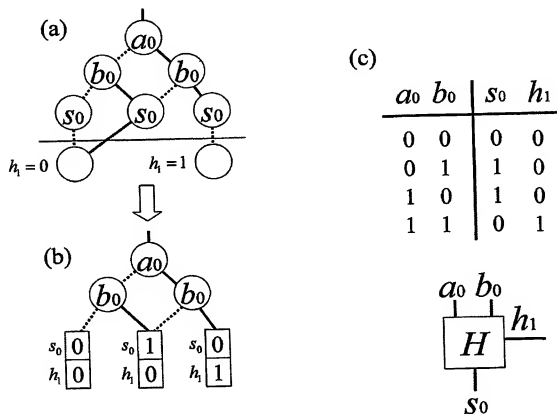 (a)
a₀
b₀ b₀
s₀ s₀ s₀
h₁ = 0 h₁ = 1
(b)
a₀
b₀ b₀
s₀ 0 s₀ 1 s₀ 0
h₁ 0 h₁ 0 h₁ 1
(c)
a₀ b₀ s₀ h₁
0 0 0 0
0 1 1 0
1 0 1 0
1 1 0 1
a₀ b₀
H h₁
s₀